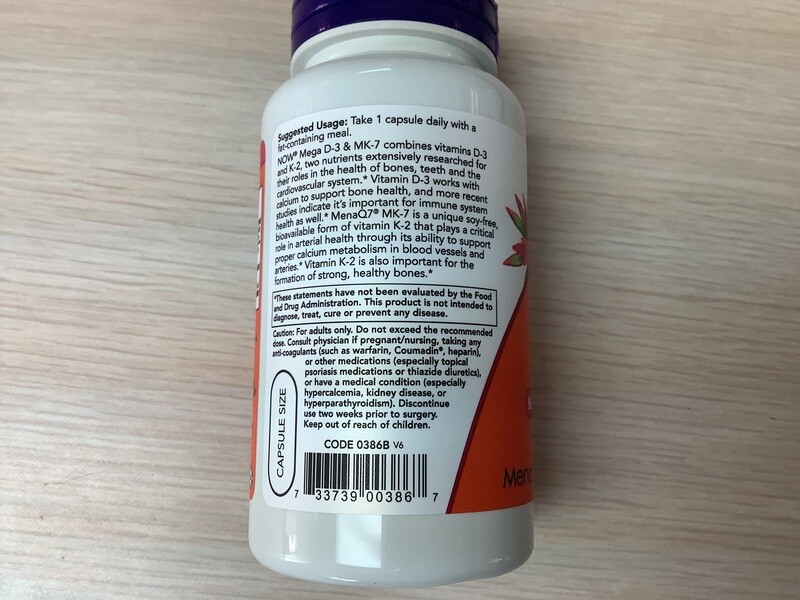 Suggested Usage: Take 1 capsule daily with a
fat-containing meal.
NOW® Mega D-3 & MK-7 combines vitamins D-3
and K-2, two nutrients extensively researched for
their roles in the health of bones, teeth and the
cardiovascular system.* Vitamin D-3 works with
calcium to support bone health, and more recent
studies indicate it's important for immune system
health as well.* MenaQ7® MK-7 is a unique soy-free,
bioavailable form of vitamin K-2 that plays a critical
role in arterial health through its ability to support
proper calcium metabolism in blood vessels and
arteries.* Vitamin K-2 is also important for the
formation of strong, healthy bones.*
*These statements have not been evaluated by the Food
and Drug Administration. This product is not intended to
diagnose, treat, cure or prevent any disease.
Caution: For adults only. Do not exceed the recommended
dose. Consult physician if pregnant/nursing, taking any
anti-coagulants (such as warfarin, Coumadin®, heparin),
or other medications (especially topical
psoriasis medications or thiazide diuretics),
or have a medical condition (especially
hypercalcemia, kidney disease, or
hyperparathyroidism). Discontinue
use two weeks prior to surgery.
Keep out of reach of children.
CAPSULE SIZE
CODE 0386B V6
7 33739 00386 7